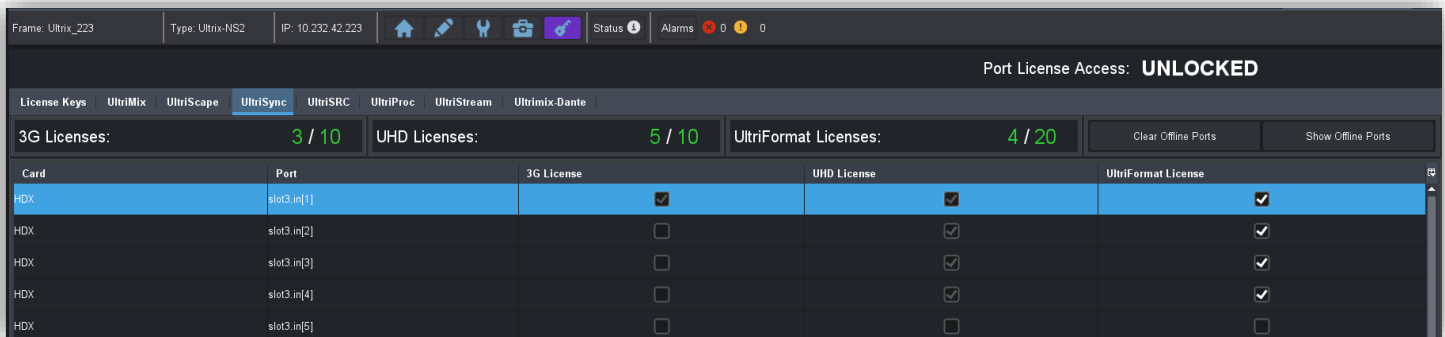 Frame: Ultrix_223 Type: Ultrix-NS2 IP: 10.232.42.223 Status Alarms 0 0
Port License Access: UNLOCKED
License Keys UltriMix UltriScape UltriSync UltriSRC UltriProc UltriStream Ultrimix-Dante
3G Licenses: 3 / 10 UHD Licenses: 5 / 10 UltriFormat Licenses: 4 / 20 Clear Offline Ports Show Offline Ports
Card Port 3G License UHD License UltriFormat License
HDX slot3.in[1]
HDX slot3.in[2]
HDX slot3.in[3]
HDX slot3.in[4]
HDX slot3.in[5]